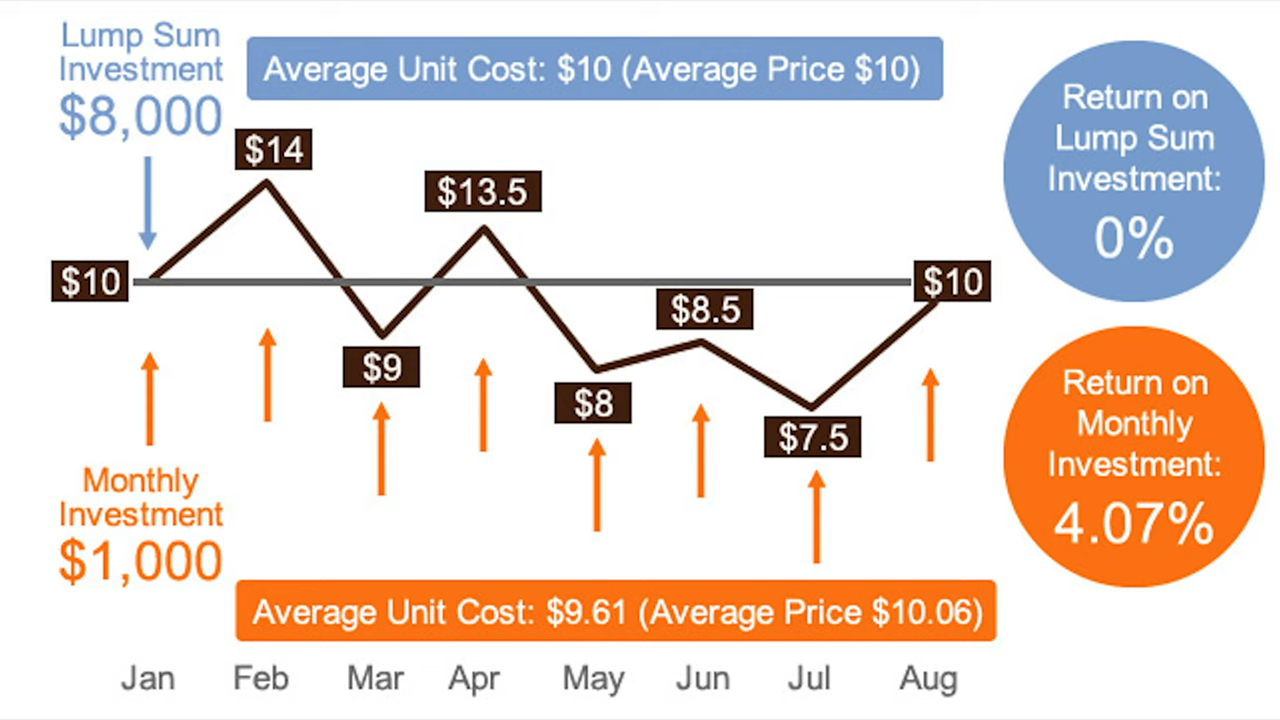 Lump Sum
Investment
$8,000
Average Unit Cost: $10 (Average Price $10)
Return on
Lump Sum
Investment:
0%
$14
$13.5
$10
$10
$8.5
$9
$8
$7.5
Return on
Monthly
Investment:
4.07%
Monthly
Investment
$1,000
Average Unit Cost: $9.61 (Average Price $10.06)
Jan Feb Mar Apr May Jun Jul Aug